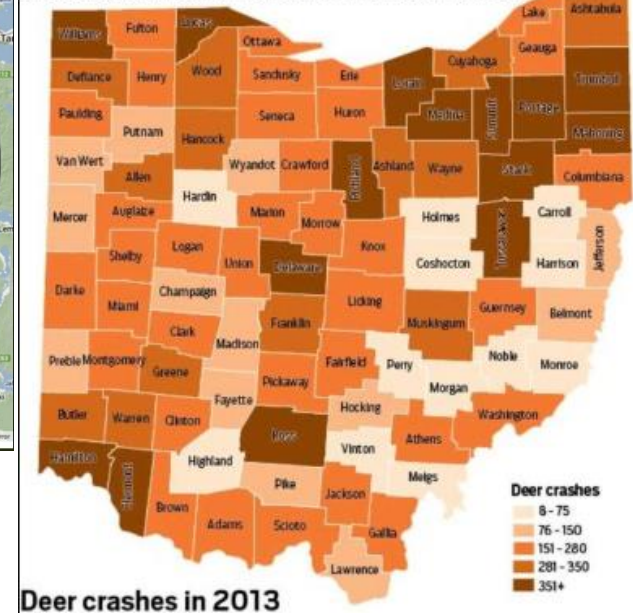 Lake
Ashtabula
Williams
Fulton
Lucas
Ottawa
Geauga
Cuyahoga
Defiance
Henry
Wood
Sandusky
Erie
Lorain
Trumbull
Medina
Summit
Portage
Paulding
Seneca
Huron
Putnam
Hancock
Mahoning
Van Wert
Wyandot
Crawford
Richland
Ashland
Wayne
Stark
Columbiana
Allen
Hardin
Mercer
Auglaize
Marion
Morrow
Holmes
Tuscarawas
Carroll
Jefferson
Knox
Logan
Shelby
Union
Delaware
Coshocton
Harrison
Darke
Champaign
Licking
Miami
Guernsey
Belmont
Franklin
Muskingum
Clark
Madison
Noble
Preble
Montgomery
Fairfield
Perry
Monroe
Greene
Pickaway
Morgan
Fayette
Hocking
Butler
Warren
Clinton
Ross
Washington
Athens
Vinton
Hamilton
Clermont
Highland
Meigs
Pike
Jackson
Brown
Adams
Scioto
Gallia
Lawrence
Deer crashes
8 - 75
76 - 150
151 - 280
281 - 350
351+
Deer crashes in 2013